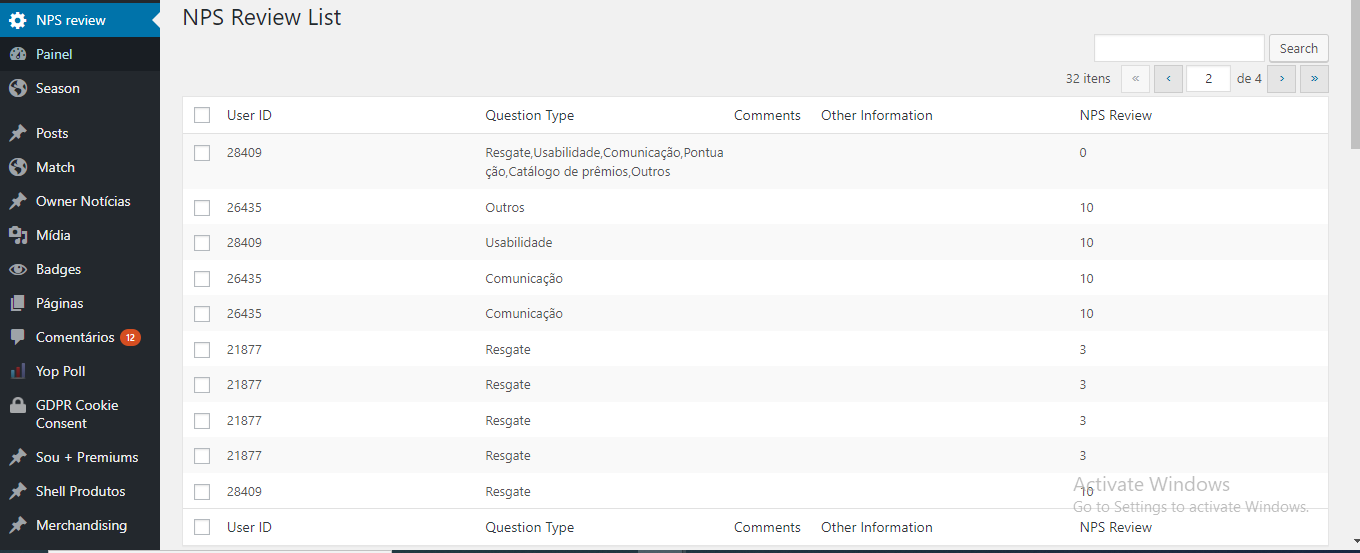 NPS review
Painel
Season
Posts
Match
Owner Notícias
Mídia
Badges
Páginas
Comentários 12
Yop Poll
GDPR Cookie
Consent
Sou + Premiums
Shell Produtos
Merchandising
NPS Review List
Search
32 itens « ‹ 2 de 4 › »
User ID Question Type Comments Other Information NPS Review
28409 Resgate,Usabilidade,Comunicação,Pontua 0
ção,Catálogo de prêmios,Outros
26435 Outros 10
28409 Usabilidade 10
26435 Comunicação 10
26435 Comunicação 10
21877 Resgate 3
21877 Resgate 3
21877 Resgate 3
21877 Resgate 3
28409 Resgate 10
User ID Question Type Comments Other Information NPS Review
Activate Windows
Go to Settings to activate Windows.